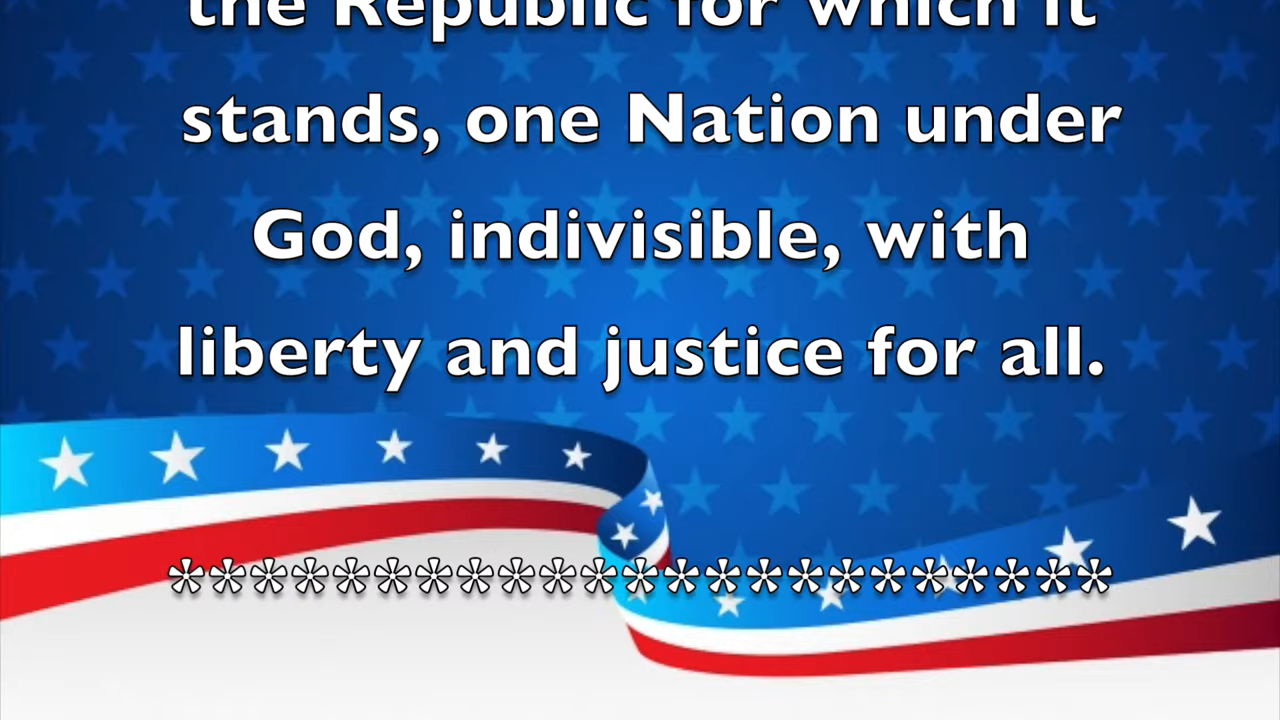 the Republic for which it
stands, one Nation under
God, indivisible, with
liberty and justice for all.
***********************